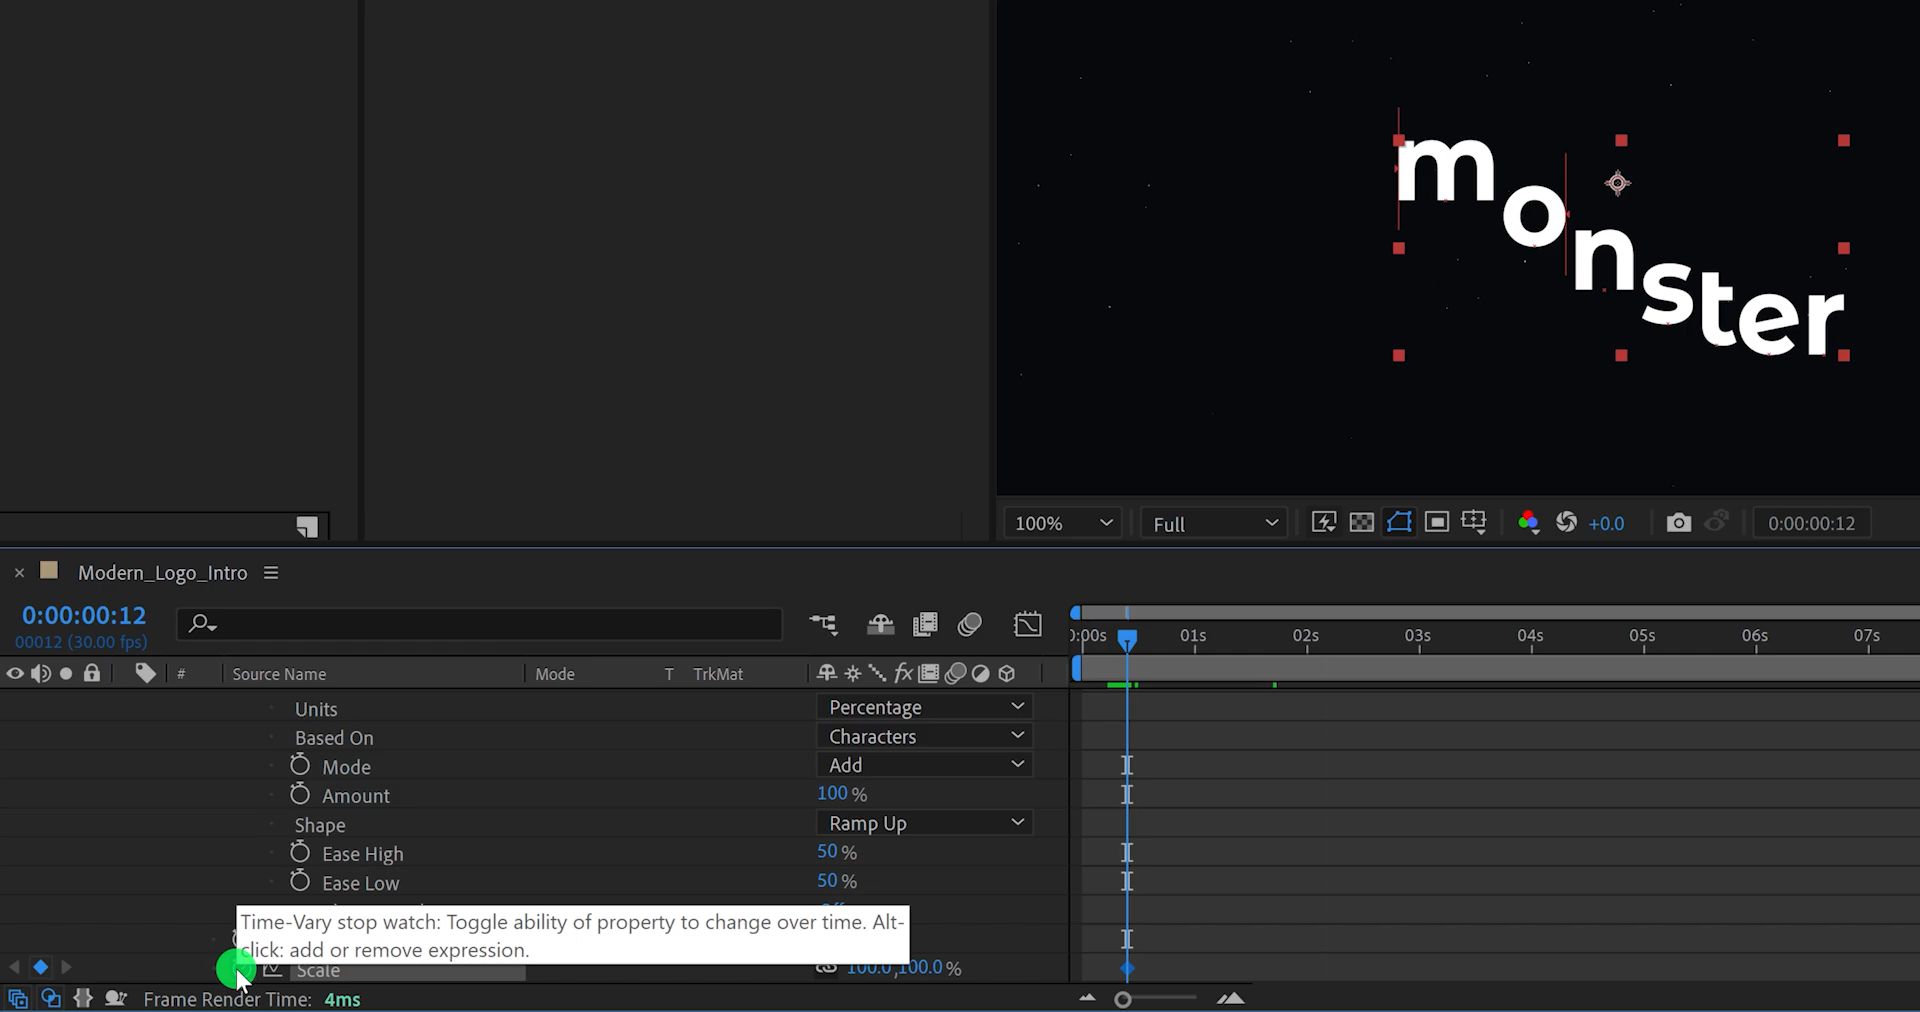 monster
100%
Full
+0.0
0:00:00:12
× Modern_Logo_Intro
0:00:00:12
00012 (30.00 fps)
0:00s 01s 02s 03s 04s 05s 06s 07s
# Source Name Mode T TrkMat fx
Units Percentage
Based On Characters
Mode Add
Amount 100 %
Shape Ramp Up
Ease High 50 %
Ease Low 50 %
Time-Vary stop watch: Toggle ability of property to change over time. Alt-
click: add or remove expression.
Scale 100.0,100.0 %
Frame Render Time: 4ms